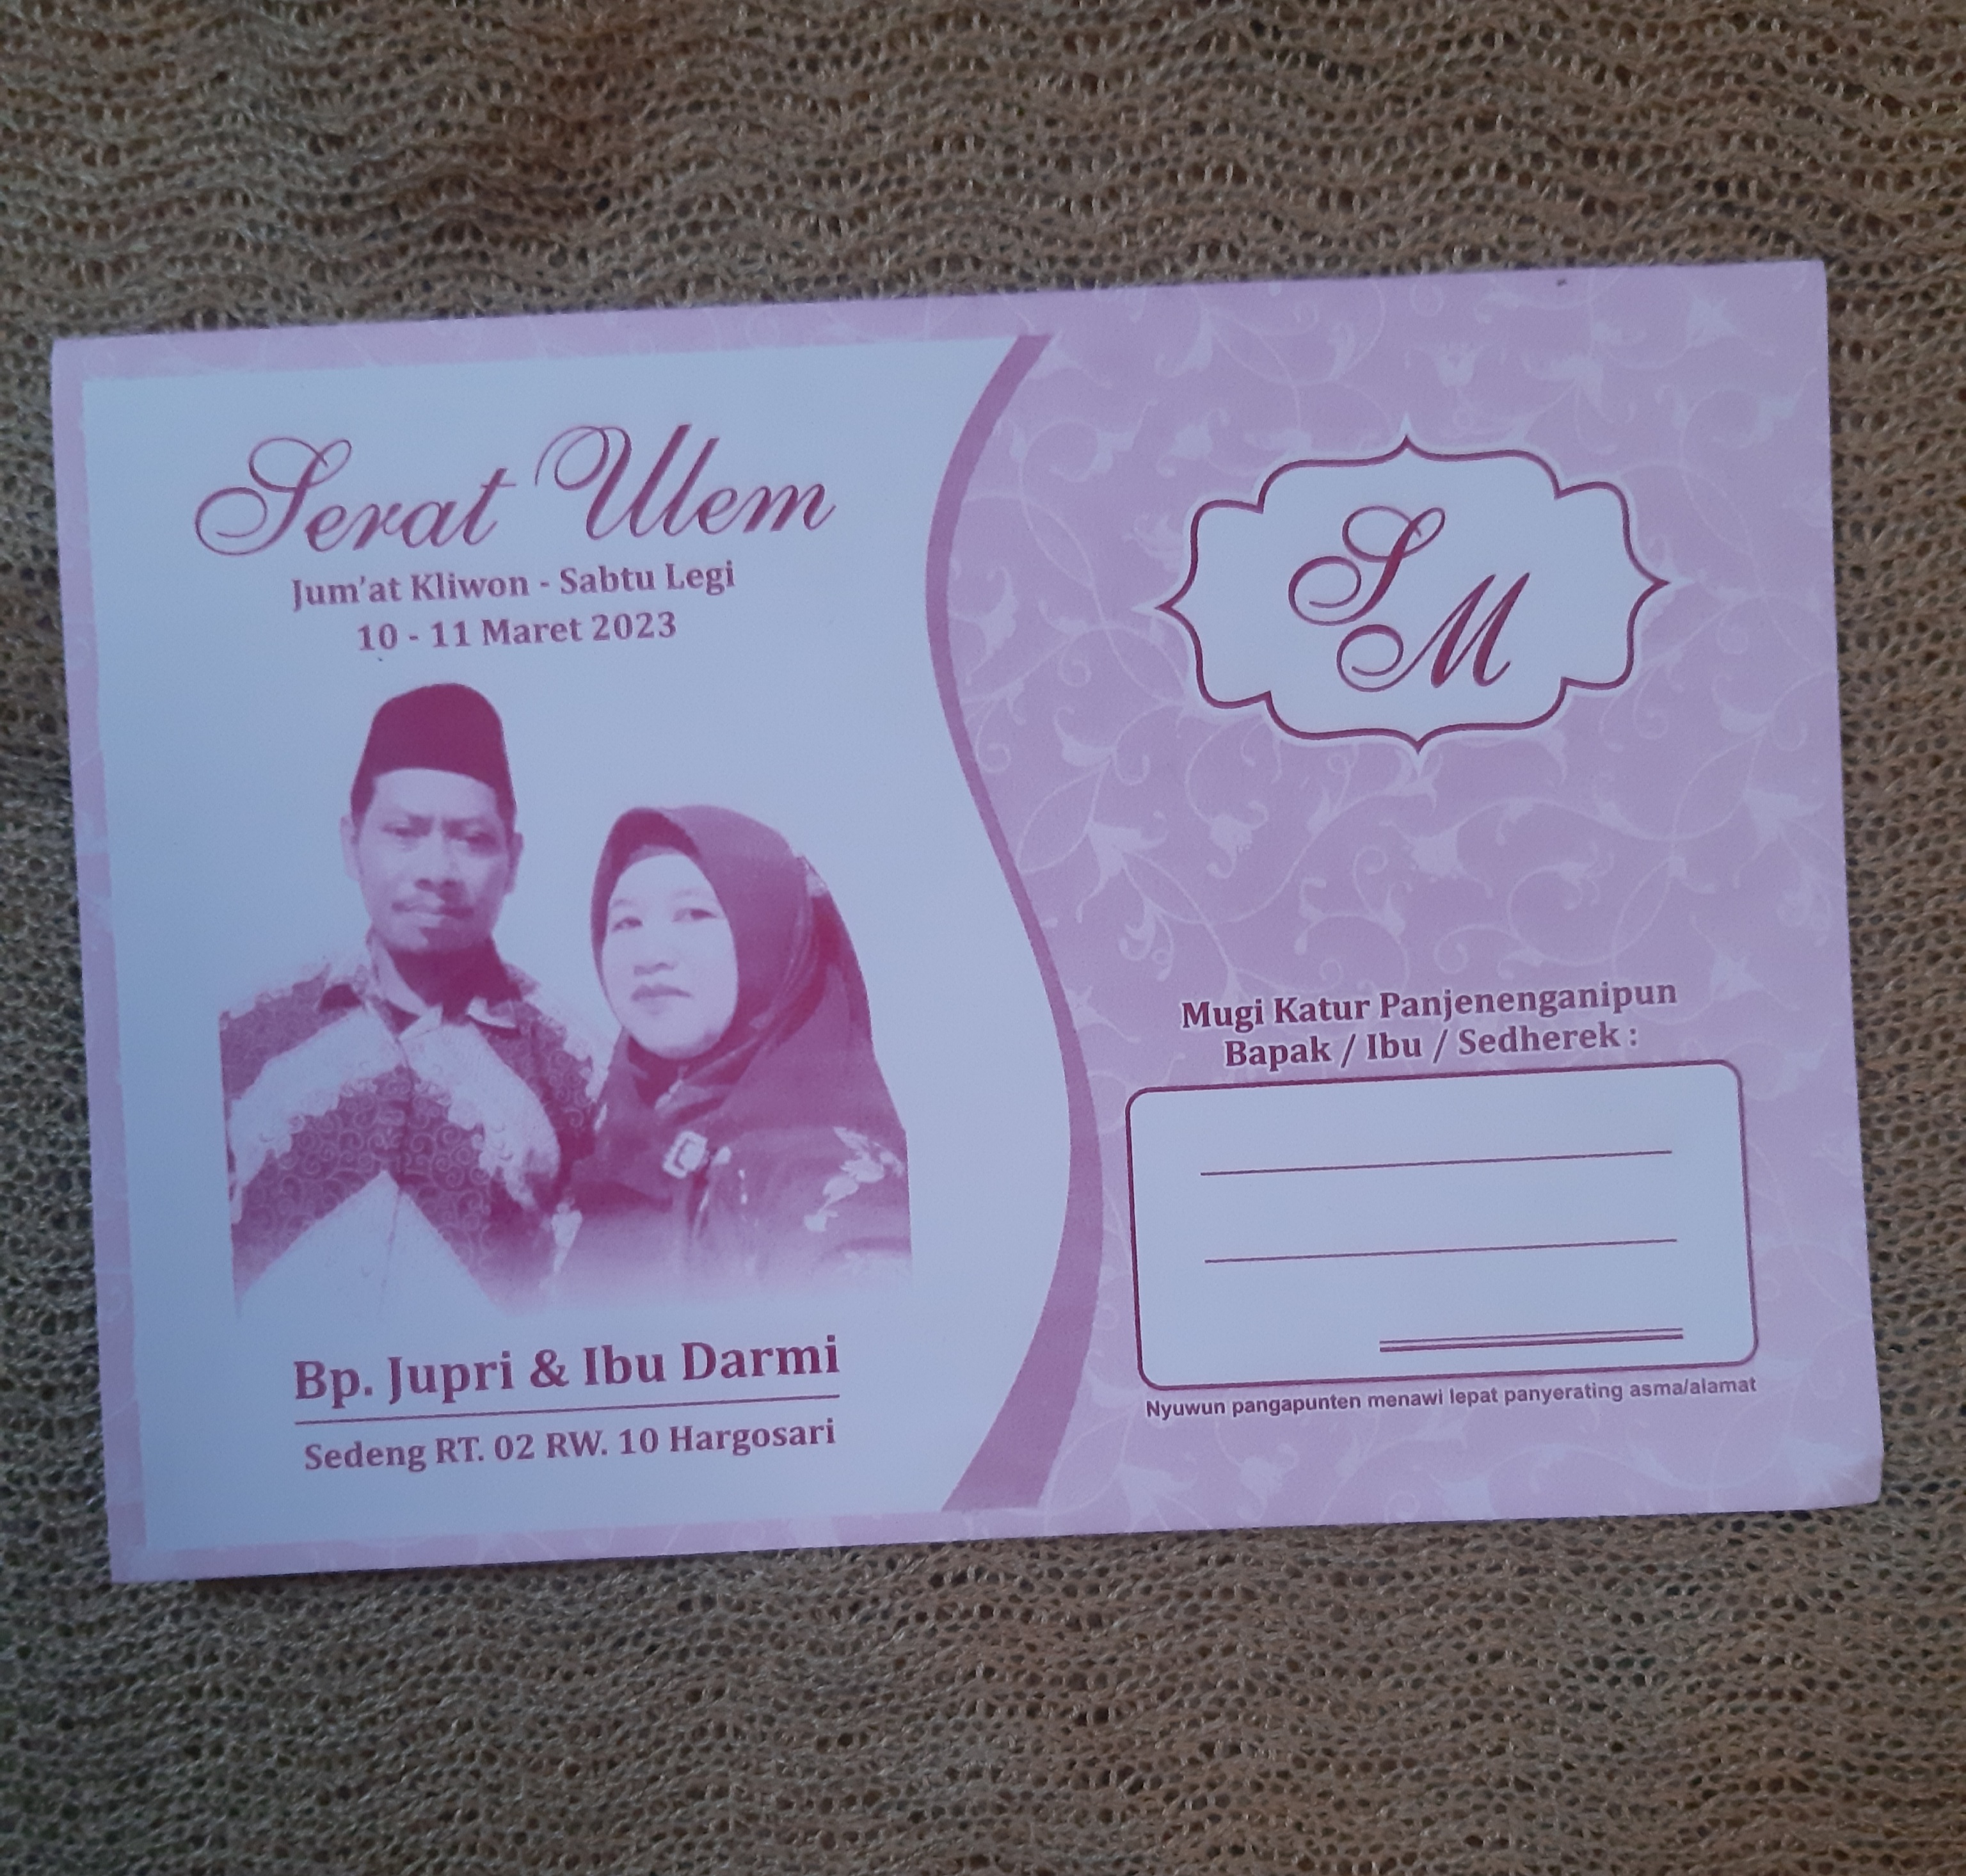 Serat Ulem
Jum'at Kliwon - Sabtu Legi
10 - 11 Maret 2023
Bp. Jupri & Ibu Darmi
Sedeng RT. 02 RW. 10 Hargosari
S
M
Mugi Katur Panjenenganipun
Bapak / Ibu / Sedherek :
Nyuwun pangapunten menawi lepat panyerating asma/alamat